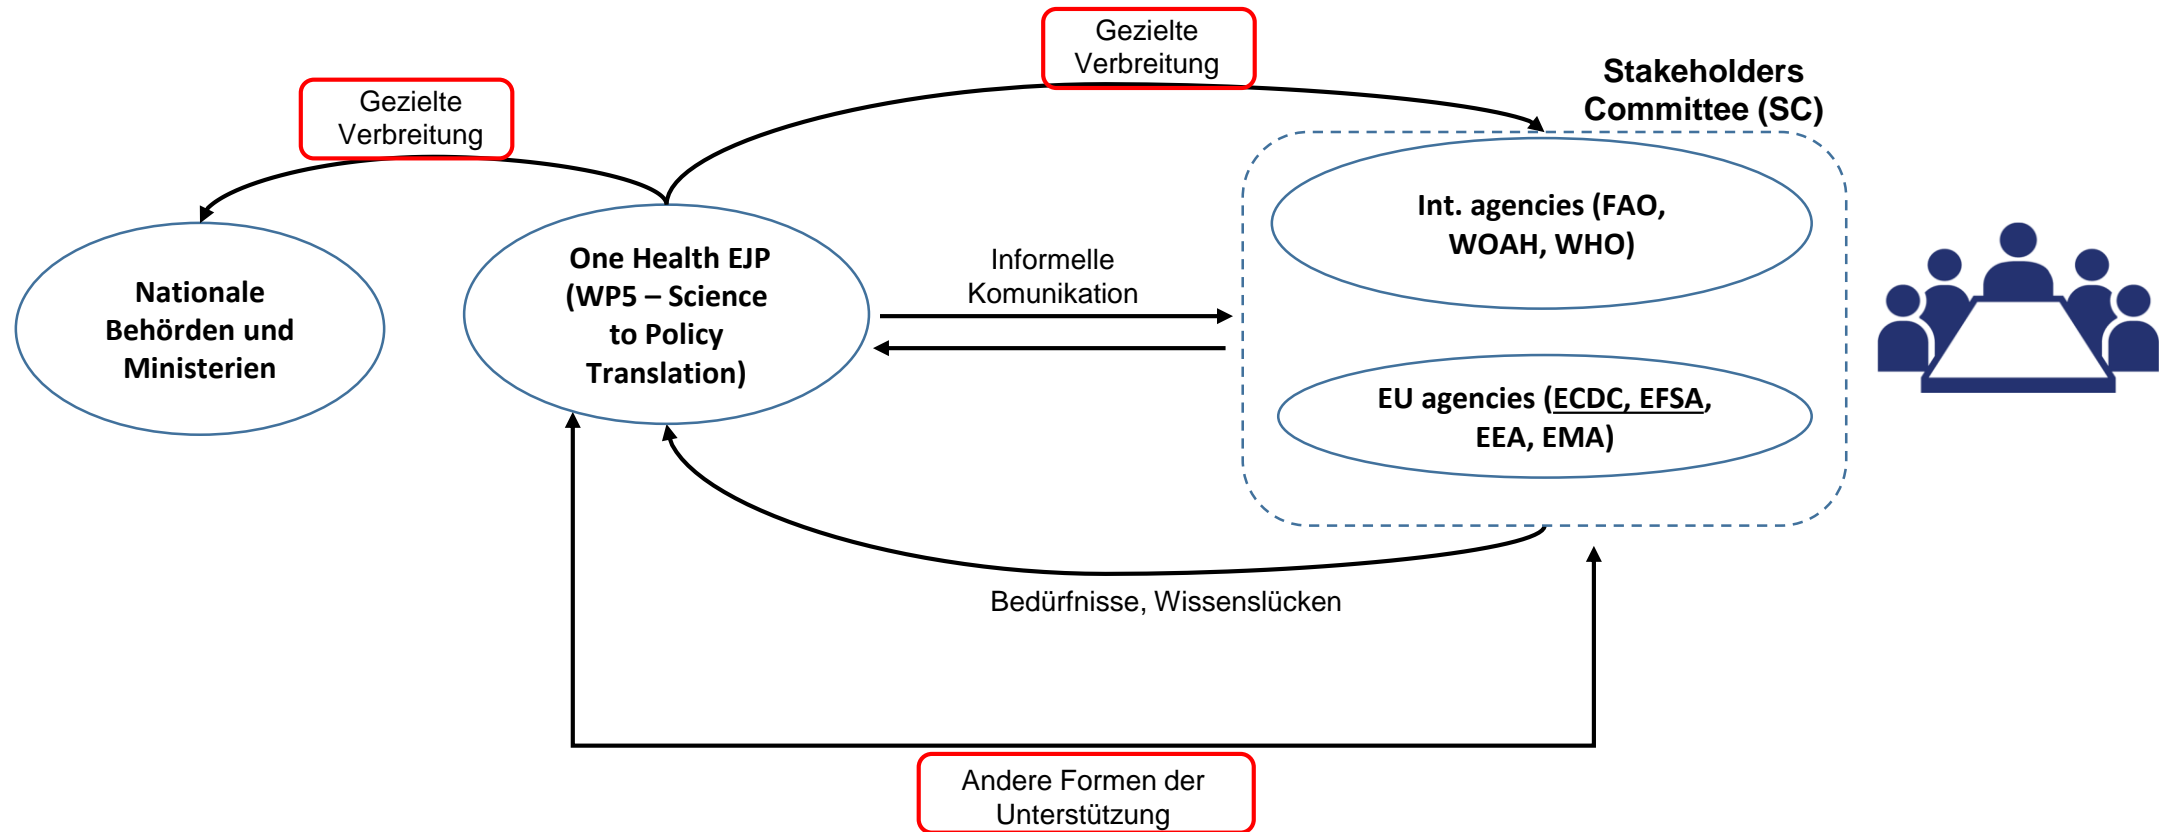 Gezielte
Verbreitung
Gezielte
Verbreitung
Stakeholders
Committee (SC)
Nationale
Behörden und
Ministerien
One Health EJP
(WP5 – Science
to Policy
Translation)
Informelle
Komunikation
Int. agencies (FAO,
WOAH, WHO)
EU agencies (ECDC, EFSA,
EEA, EMA)
Bedürfnisse, Wissenslücken
Andere Formen der
Unterstützung